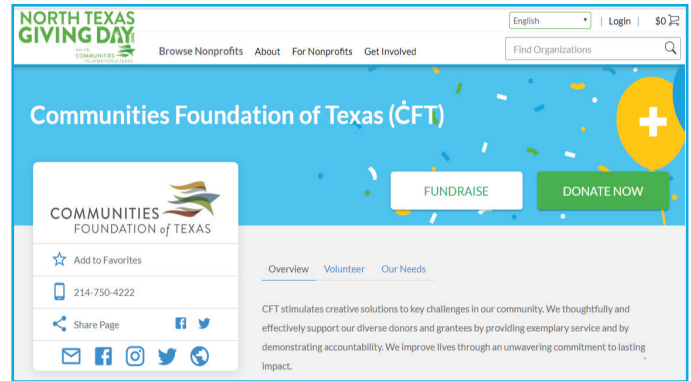 NORTH TEXAS
GIVING DAY
COMMUNITIES
FOUNDATION of TEXAS
English
Login
$0
Browse Nonprofits
About
For Nonprofits
Get Involved
Find Organizations
Communities Foundation of Texas (CFT)
FUNDRAISE
DONATE NOW
COMMUNITIES
FOUNDATION of TEXAS
Add to Favorites
214-750-4222
Share Page
Overview
Volunteer
Our Needs
CFT stimulates creative solutions to key challenges in our community. We thoughtfully and
effectively support our diverse donors and grantees by providing exemplary service and by
demonstrating accountability. We improve lives through an unwavering commitment to lasting
impact.